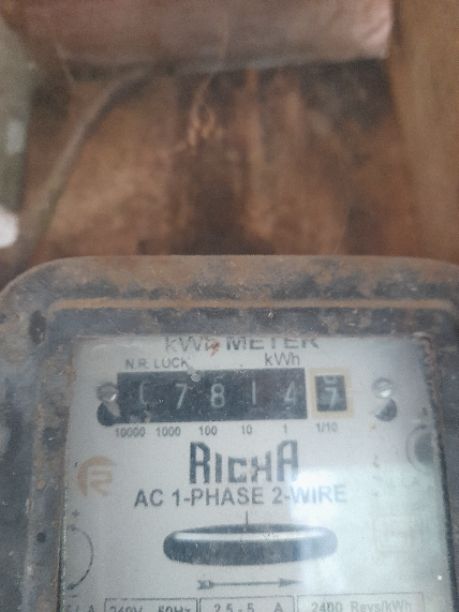 kWh METER
N.R. LUCK kWh
0 7 8 1 4 7
10000 1000 100 10 1 1/10
RICHA
R
AC 1-PHASE 2-WIRE
240V 50Hz 2.5-5 A 2400 Revs/kWh